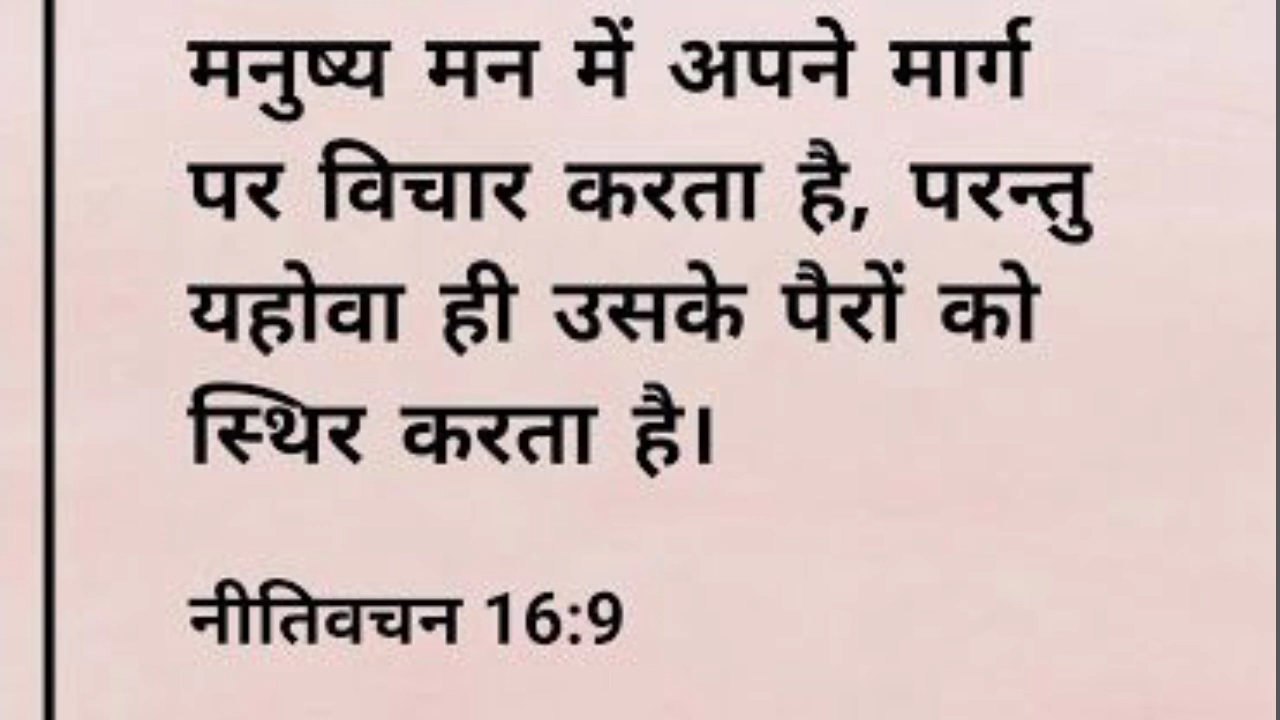 मनुष्य मन में अपने मार्ग
पर विचार करता है, परन्तु
यहोवा ही उसके पैरों को
स्थिर करता है।
नीतिवचन 16:9